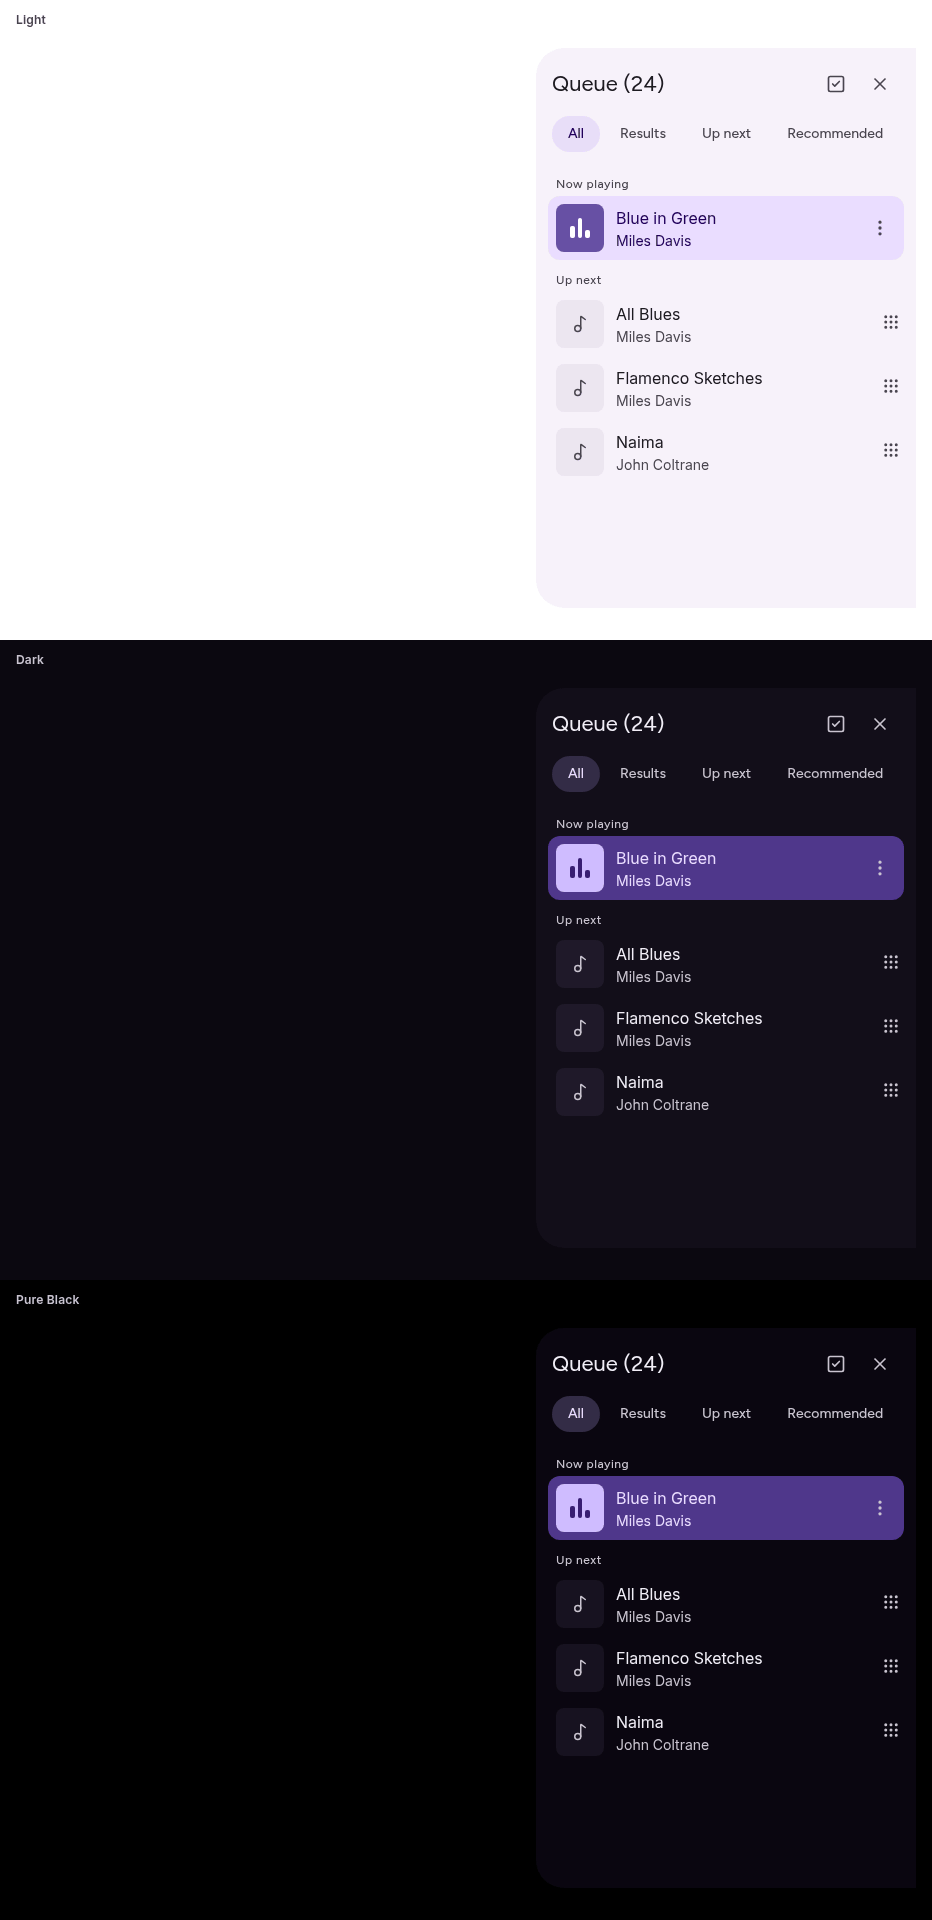 Light
Queue (24)
All Results Up next Recommended
Now playing
Blue in Green
Miles Davis
Up next
All Blues
Miles Davis
Flamenco Sketches
Miles Davis
Naima
John Coltrane
Dark
Queue (24)
All Results Up next Recommended
Now playing
Blue in Green
Miles Davis
Up next
All Blues
Miles Davis
Flamenco Sketches
Miles Davis
Naima
John Coltrane
Pure Black
Queue (24)
All Results Up next Recommended
Now playing
Blue in Green
Miles Davis
Up next
All Blues
Miles Davis
Flamenco Sketches
Miles Davis
Naima
John Coltrane